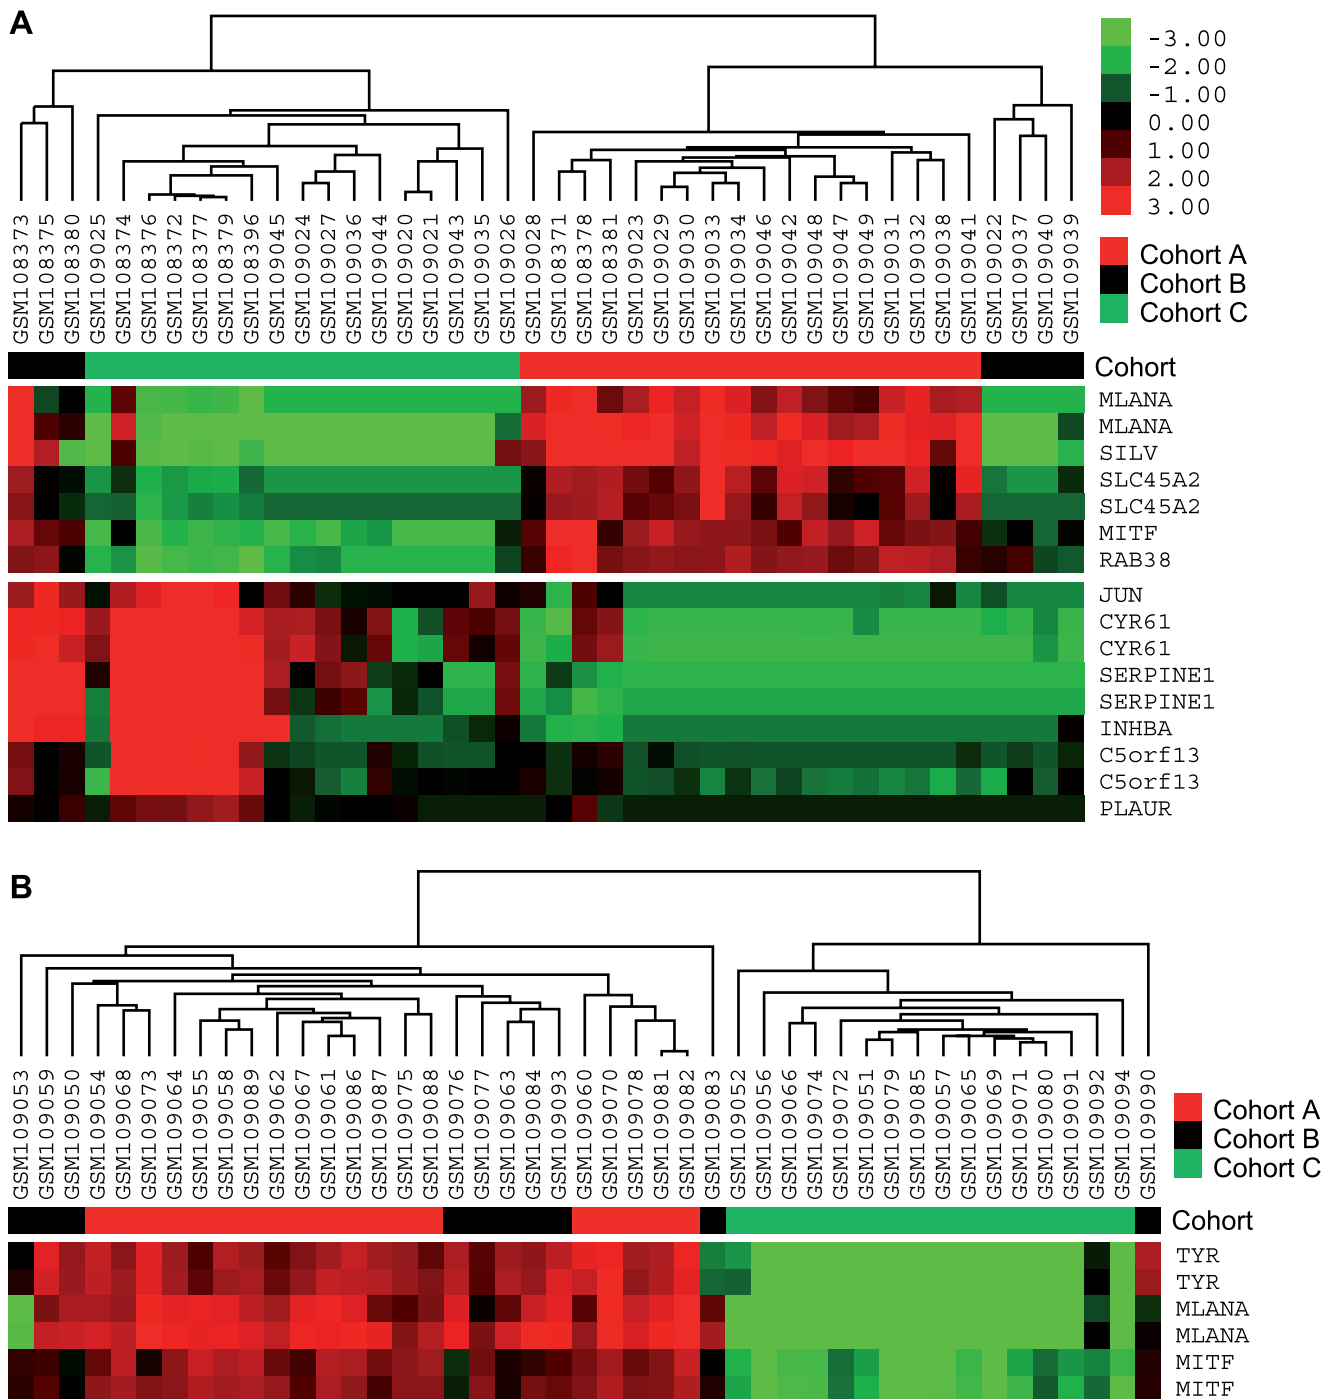 A
-3.00
-2.00
-1.00
0.00
1.00
2.00
3.00
Cohort A
Cohort B
Cohort C
GSM108373
GSM108375
GSM108380
GSM109025
GSM108374
GSM108376
GSM108372
GSM108377
GSM108379
GSM108396
GSM109045
GSM109024
GSM109027
GSM109036
GSM109044
GSM109020
GSM109021
GSM109043
GSM109035
GSM109026
GSM109028
GSM108371
GSM108378
GSM108381
GSM109023
GSM109029
GSM109030
GSM109033
GSM109034
GSM109046
GSM109042
GSM109048
GSM109047
GSM109049
GSM109031
GSM109038
GSM109041
GSM109022
GSM109037
GSM109040
GSM109039
Cohort
MLANA
MLANA
SILV
SLC45A2
SLC45A2
MITF
RAB38
JUN
CYR61
CYR61
SERPINE1
SERPINE1
INHBA
C5orf13
C5orf13
PLAUR
B
GSM109053
GSM109059
GSM109050
GSM109054
GSM109068
GSM109073
GSM109064
GSM109055
GSM109058
GSM109089
GSM109062
GSM109067
GSM109061
GSM109086
GSM109087
GSM109075
GSM109088
GSM109076
GSM109077
GSM109063
GSM109084
GSM109093
GSM109060
GSM109070
GSM109078
GSM109081
GSM109082
GSM109083
GSM109052
GSM109056
GSM109066
GSM109074
GSM109072
GSM109051
GSM109079
GSM109085
GSM109057
GSM109065
GSM109069
GSM109071
GSM109080
GSM109091
GSM109092
GSM109094
GSM109090
Cohort A
Cohort B
Cohort C
Cohort
TYR
TYR
MLANA
MLANA
MITF
MITF